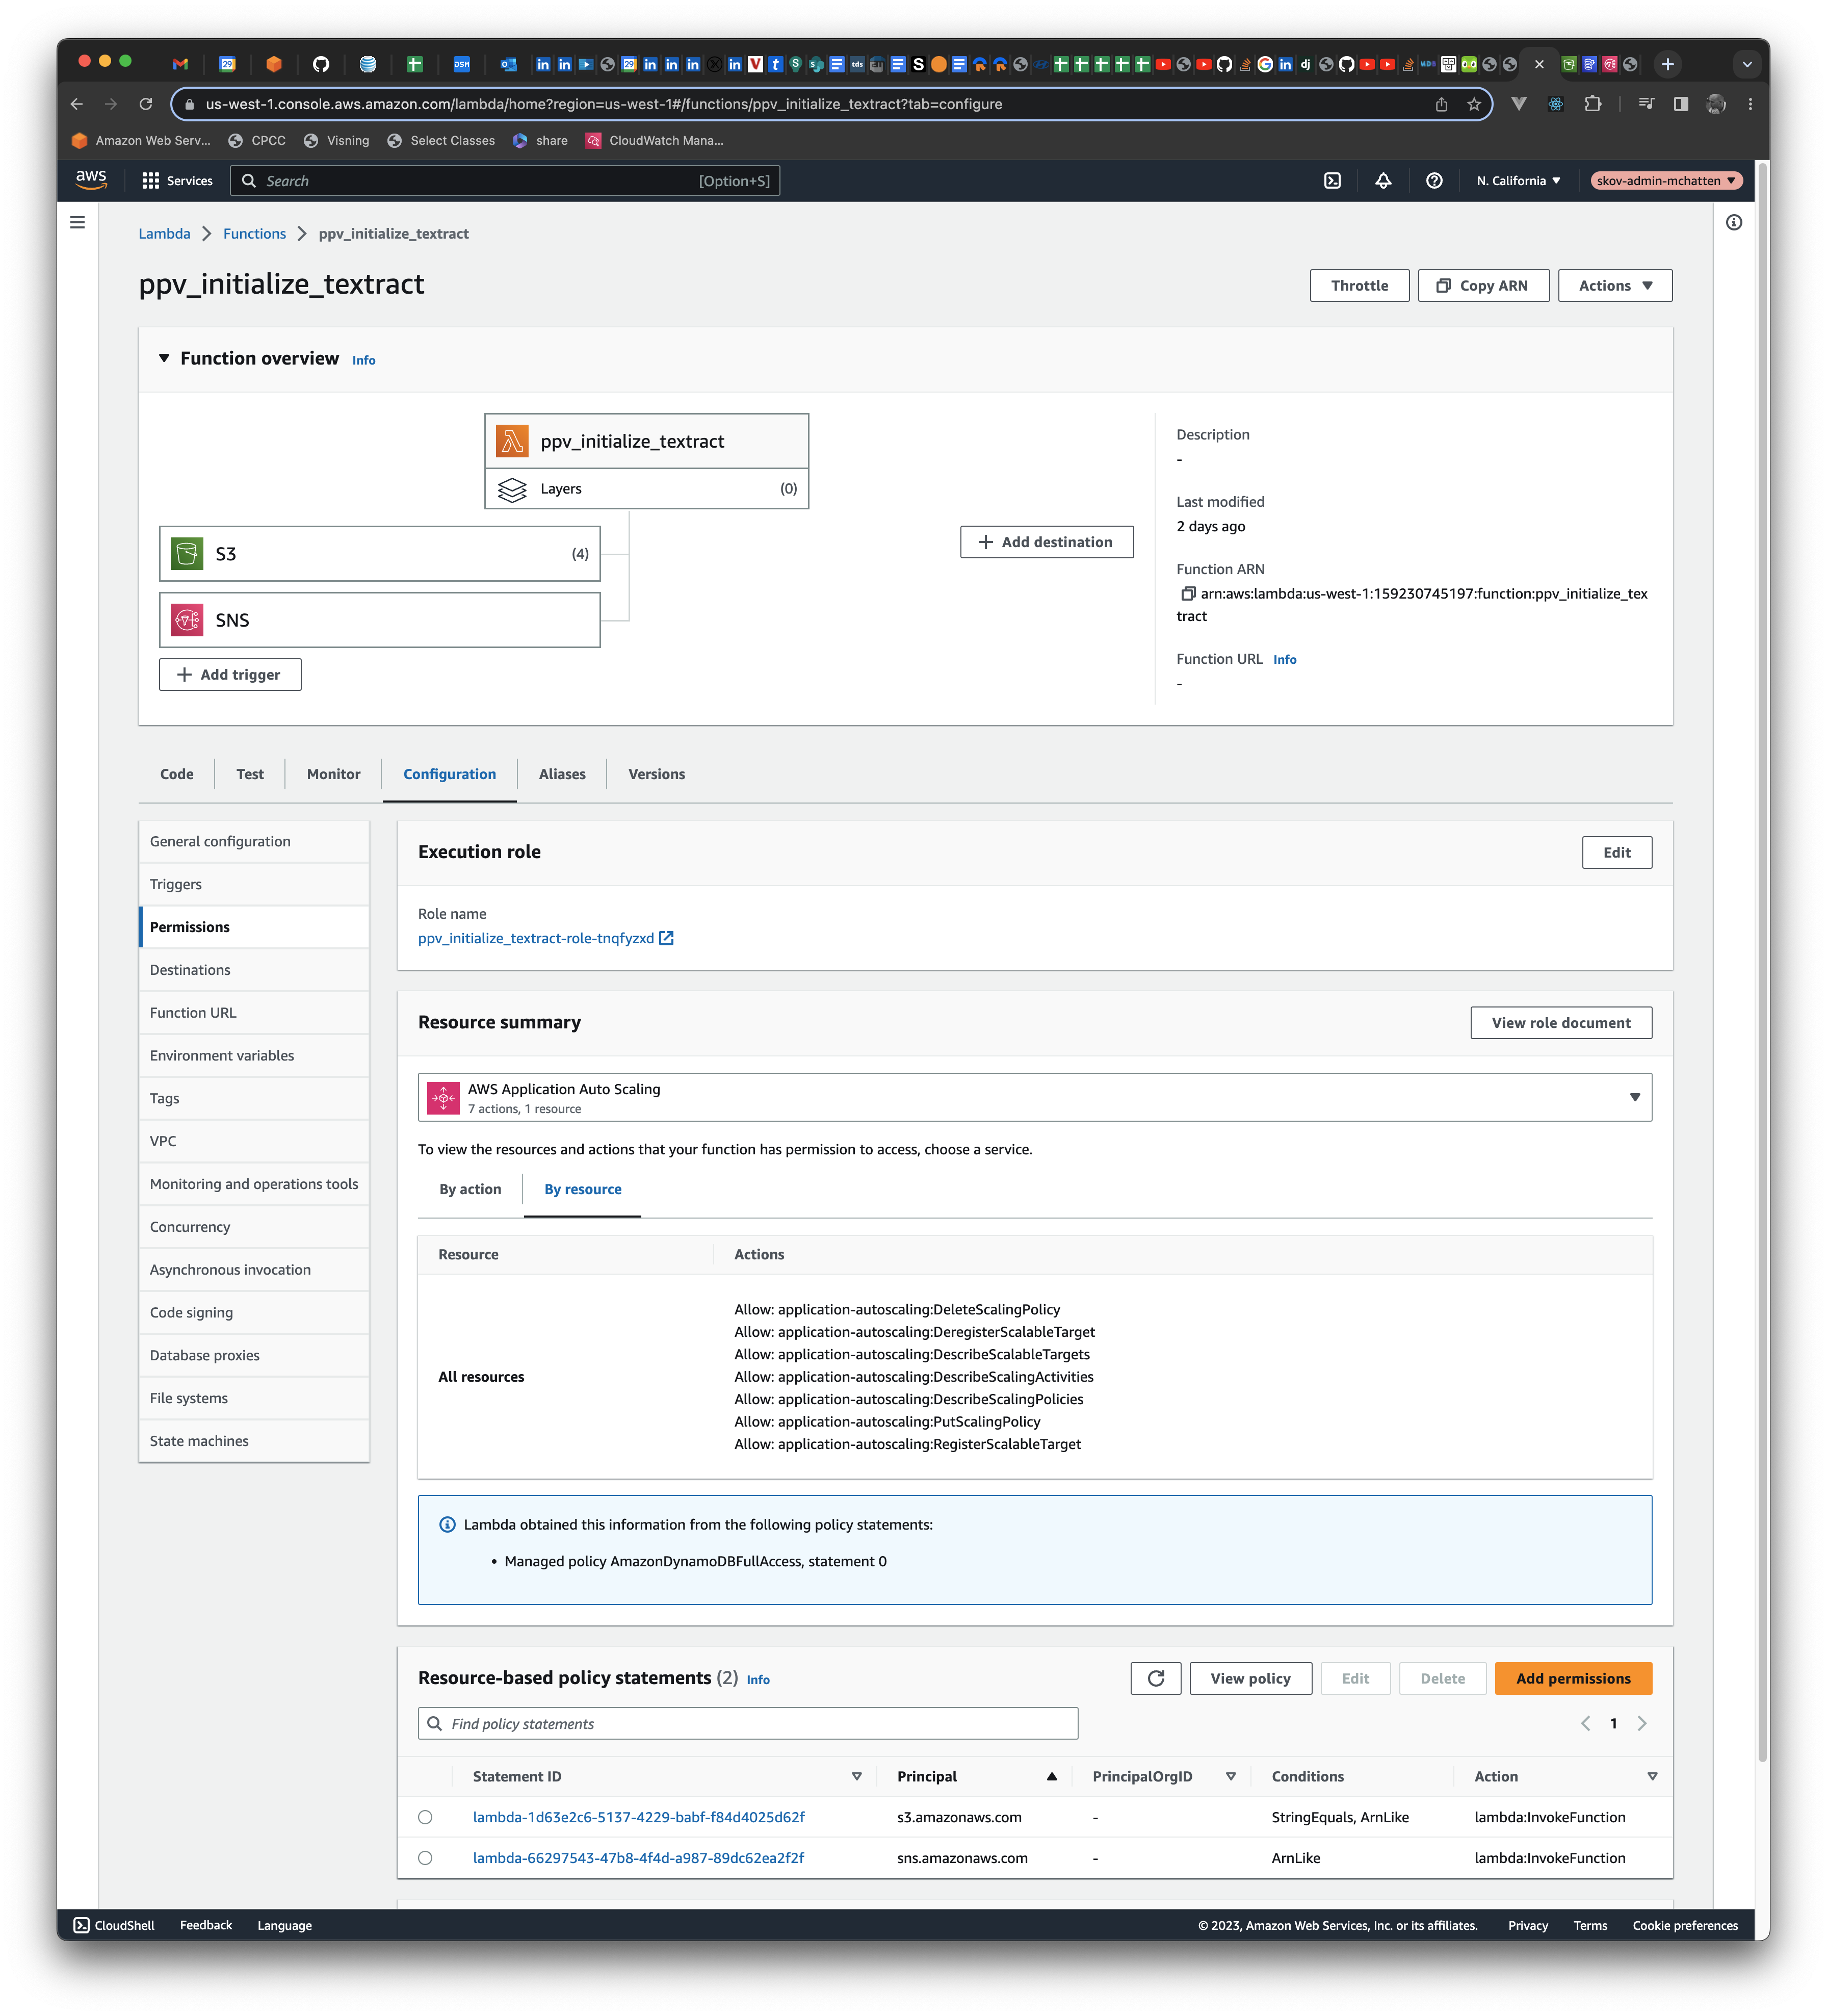 us-west-1.console.aws.amazon.com/lambda/home?region=us-west-1#/functions/ppv_initialize_textract?tab=configure
Amazon Web Serv...
CPCC
Visning
Select Classes
share
CloudWatch Mana...
aws
Services
Search
[Option+S]
N. California
skov-admin-mchatten
Lambda
Functions
ppv_initialize_textract
ppv_initialize_textract
Throttle
Copy ARN
Actions
Function overview
Info
ppv_initialize_textract
Layers
(0)
S3
(4)
SNS
Add trigger
Add destination
Description
-
Last modified
2 days ago
Function ARN
arn:aws:lambda:us-west-1:159230745197:function:ppv_initialize_tex
tract
Function URL Info
-
Code
Test
Monitor
Configuration
Aliases
Versions
General configuration
Triggers
Permissions
Destinations
Function URL
Environment variables
Tags
VPC
Monitoring and operations tools
Concurrency
Asynchronous invocation
Code signing
Database proxies
File systems
State machines
Execution role
Edit
Role name
ppv_initialize_textract-role-tnqfyzxd
Resource summary
View role document
AWS Application Auto Scaling
7 actions, 1 resource
To view the resources and actions that your function has permission to access, choose a service.
By action
By resource
Resource
Actions
All resources
Allow: application-autoscaling:DeleteScalingPolicy
Allow: application-autoscaling:DeregisterScalableTarget
Allow: application-autoscaling:DescribeScalableTargets
Allow: application-autoscaling:DescribeScalingActivities
Allow: application-autoscaling:DescribeScalingPolicies
Allow: application-autoscaling:PutScalingPolicy
Allow: application-autoscaling:RegisterScalableTarget
Lambda obtained this information from the following policy statements:
• Managed policy AmazonDynamoDBFullAccess, statement 0
Resource-based policy statements (2) Info
View policy
Edit
Delete
Add permissions
Find policy statements
1
Statement ID
Principal
PrincipalOrgID
Conditions
Action
lambda-1d63e2c6-5137-4229-babf-f84d4025d62f
s3.amazonaws.com
-
StringEquals, ArnLike
lambda:InvokeFunction
lambda-66297543-47b8-4f4d-a987-89dc62ea2f2f
sns.amazonaws.com
-
ArnLike
lambda:InvokeFunction
CloudShell
Feedback
Language
© 2023, Amazon Web Services, Inc. or its affiliates.
Privacy
Terms
Cookie preferences